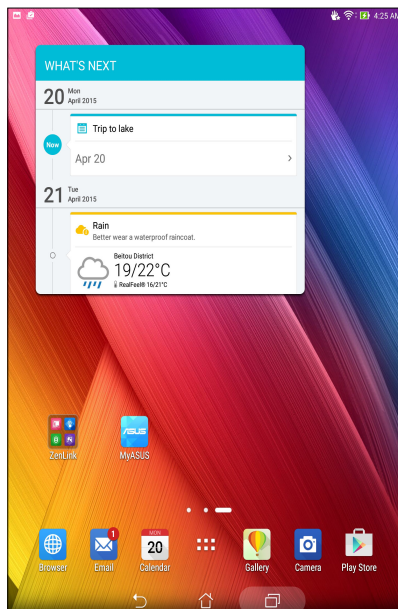 4:25 AM
WHAT'S NEXT
20 Mon
April 2015
Now
Trip to lake
Apr 20
21 Tue
April 2015
Rain
Better wear a waterproof raincoat.
Beitou District
19/22°C
RealFeel® 16/21°C
ASUS
ZenLink
MyASUS
1
MON
20
Browser
Email
Calendar
Gallery
Camera
Play Store